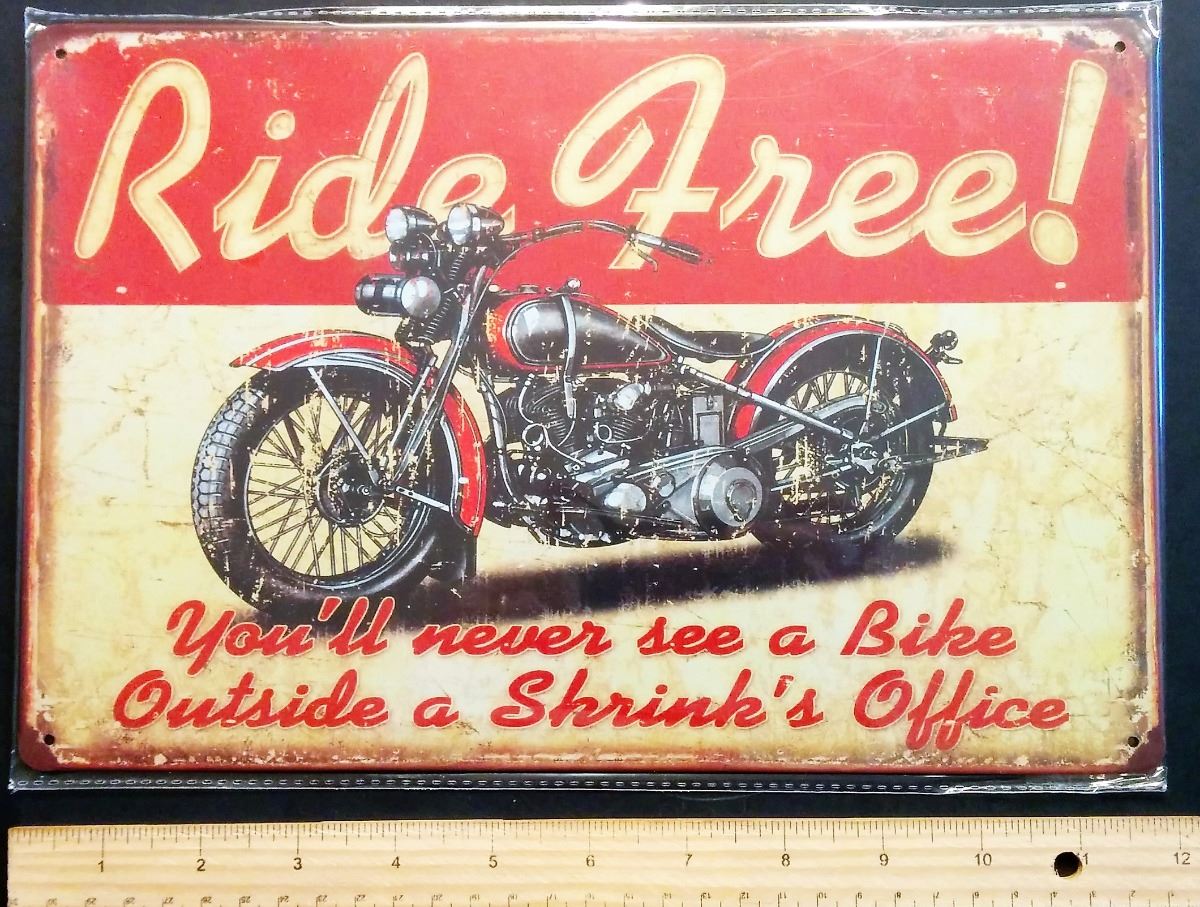 Ride Free!
You'll never see a Bike
Outside a Shrink's Office
1 2 3 4 5 6 7 8 9 10 11 12